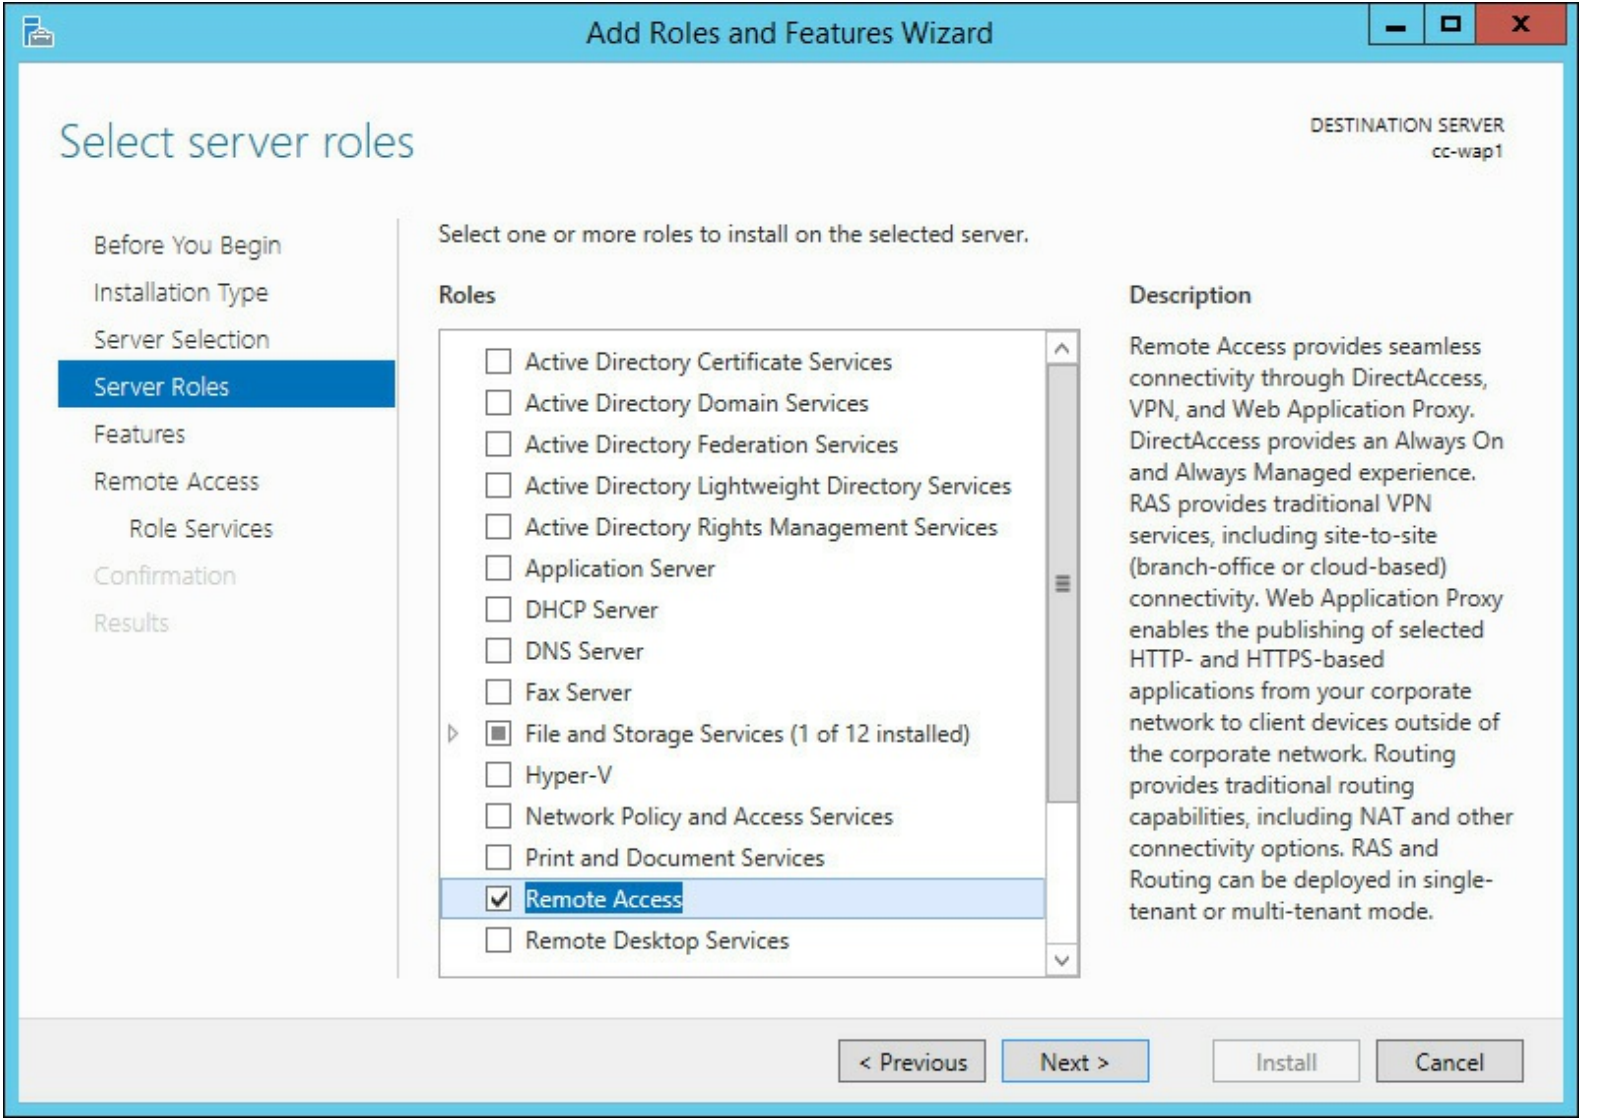 Add Roles and Features Wizard
Select server roles
DESTINATION SERVER
cc-wap1
Before You Begin
Installation Type
Server Selection
Server Roles
Features
Remote Access
Role Services
Confirmation
Results
Select one or more roles to install on the selected server.
Roles
Active Directory Certificate Services
Active Directory Domain Services
Active Directory Federation Services
Active Directory Lightweight Directory Services
Active Directory Rights Management Services
Application Server
DHCP Server
DNS Server
Fax Server
File and Storage Services (1 of 12 installed)
Hyper-V
Network Policy and Access Services
Print and Document Services
Remote Access
Remote Desktop Services
Description
Remote Access provides seamless
connectivity through DirectAccess,
VPN, and Web Application Proxy.
DirectAccess provides an Always On
and Always Managed experience.
RAS provides traditional VPN
services, including site-to-site
(branch-office or cloud-based)
connectivity. Web Application Proxy
enables the publishing of selected
HTTP- and HTTPS-based
applications from your corporate
network to client devices outside of
the corporate network. Routing
provides traditional routing
capabilities, including NAT and other
connectivity options. RAS and
Routing can be deployed in single-
tenant or multi-tenant mode.
< Previous
Next >
Install
Cancel